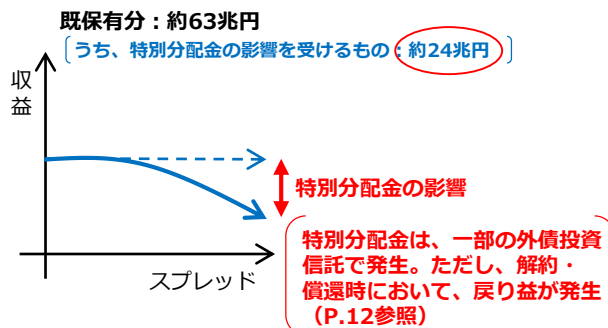 既保有分：約63兆円
うち、特別分配金の影響を受けるもの：約24兆円
収
益
特別分配金の影響
特別分配金は、一部の外債投資
信託で発生。ただし、解約・
償還時において、戻り益が発生
（P.12参照）
スプレッド